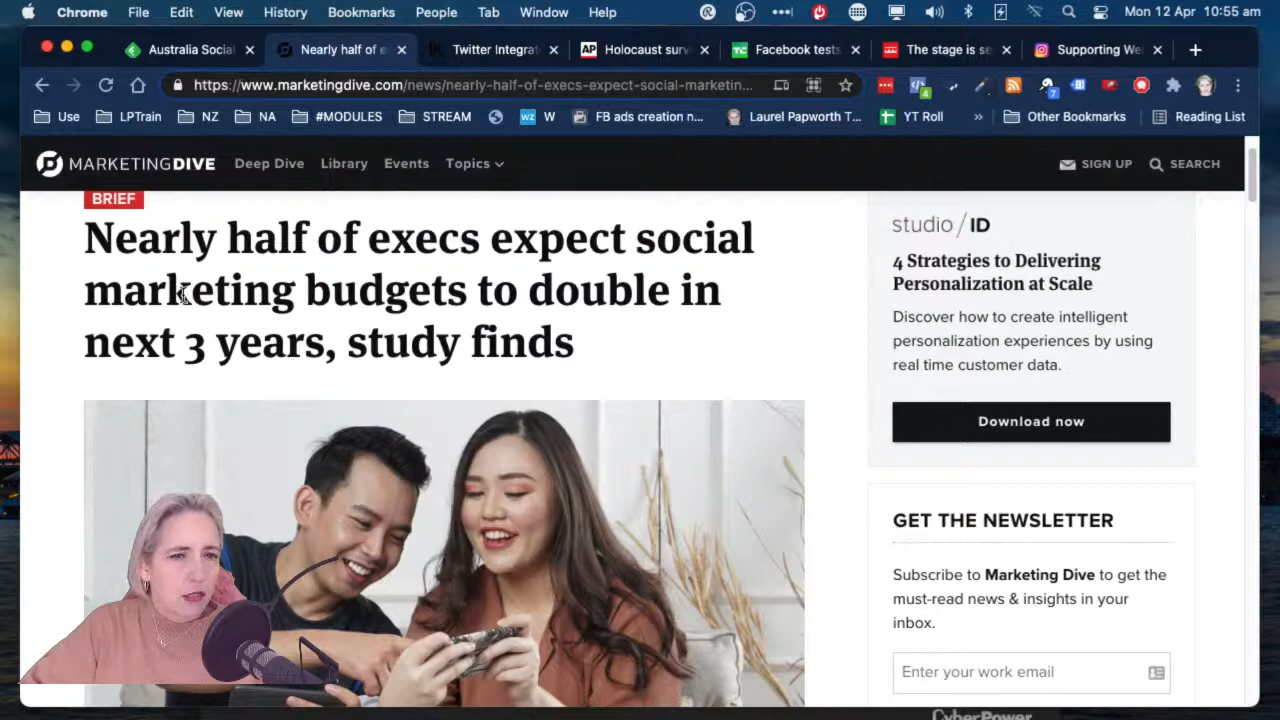 Chrome File Edit View History Bookmarks People Tab Window Help Mon 12 Apr 10:55 am
Australia Social Nearly half of e Twitter Integrat AP Holocaust surv Facebook tests The stage is se Supporting We
https://www.marketingdive.com/news/nearly-half-of-execs-expect-social-marketin...
4 7
Use LPTrain NZ NA #MODULES STREAM W FB ads creation n... Laurel Papworth T... YT Roll » Other Bookmarks Reading List
MARKETINGDIVE Deep Dive Library Events Topics SIGN UP SEARCH
BRIEF
Nearly half of execs expect social
marketing budgets to double in
next 3 years, study finds
studio / ID
4 Strategies to Delivering
Personalization at Scale
Discover how to create intelligent
personalization experiences by using
real time customer data.
Download now
GET THE NEWSLETTER
Subscribe to Marketing Dive to get the
must-read news & insights in your
inbox.
Enter your work email
CyberPower